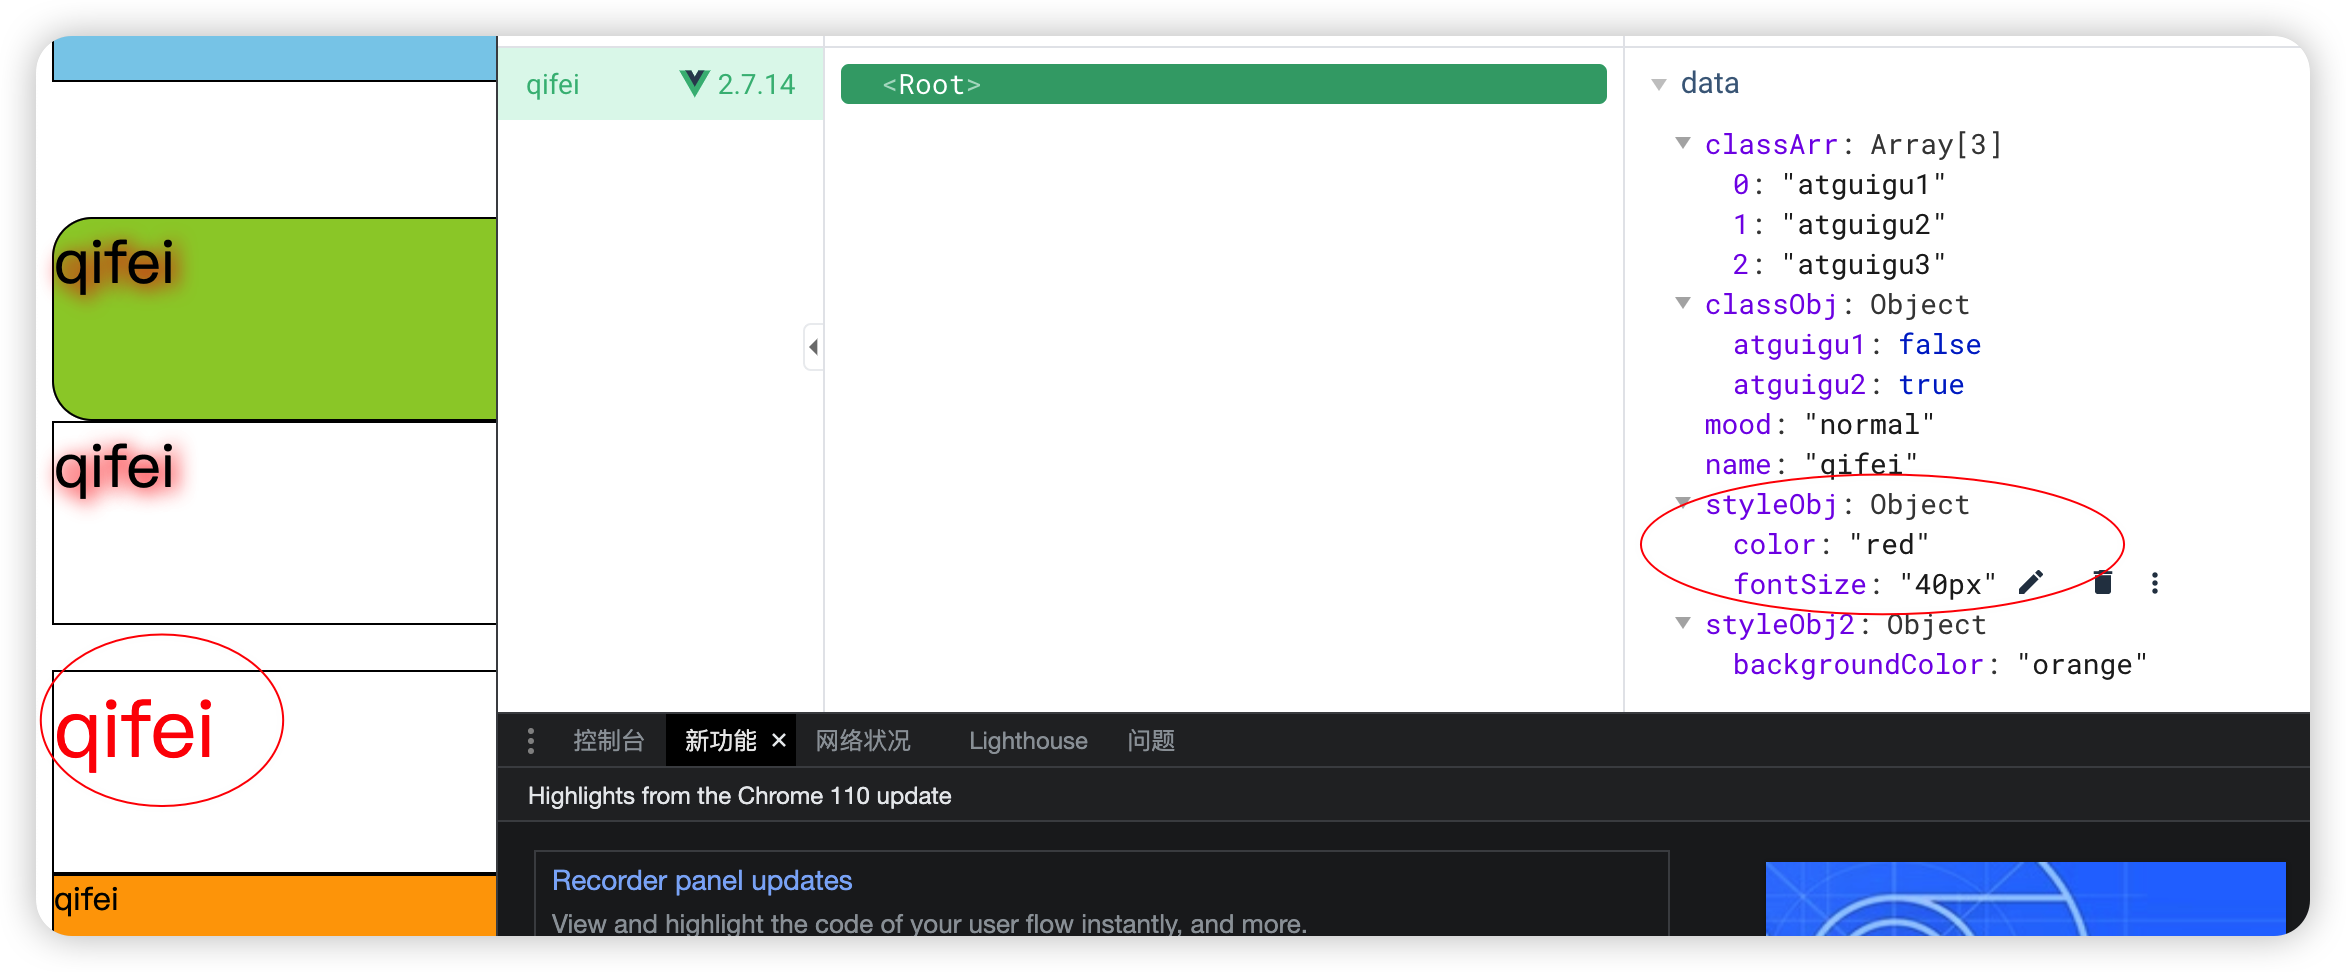 qifei
qifei
qifei
qifei
qifei
2.7.14
<Root>
data
classArr: Array[3]
0: "atguigu1"
1: "atguigu2"
2: "atguigu3"
classObj: Object
atguigu1: false
atguigu2: true
mood: "normal"
name: "qifei"
styleObj: Object
color: "red"
fontSize: "40px"
styleObj2: Object
backgroundColor: "orange"
控制台
新功能
网络状况
Lighthouse
问题
Highlights from the Chrome 110 update
Recorder panel updates
View and highlight the code of your user flow instantly, and more.